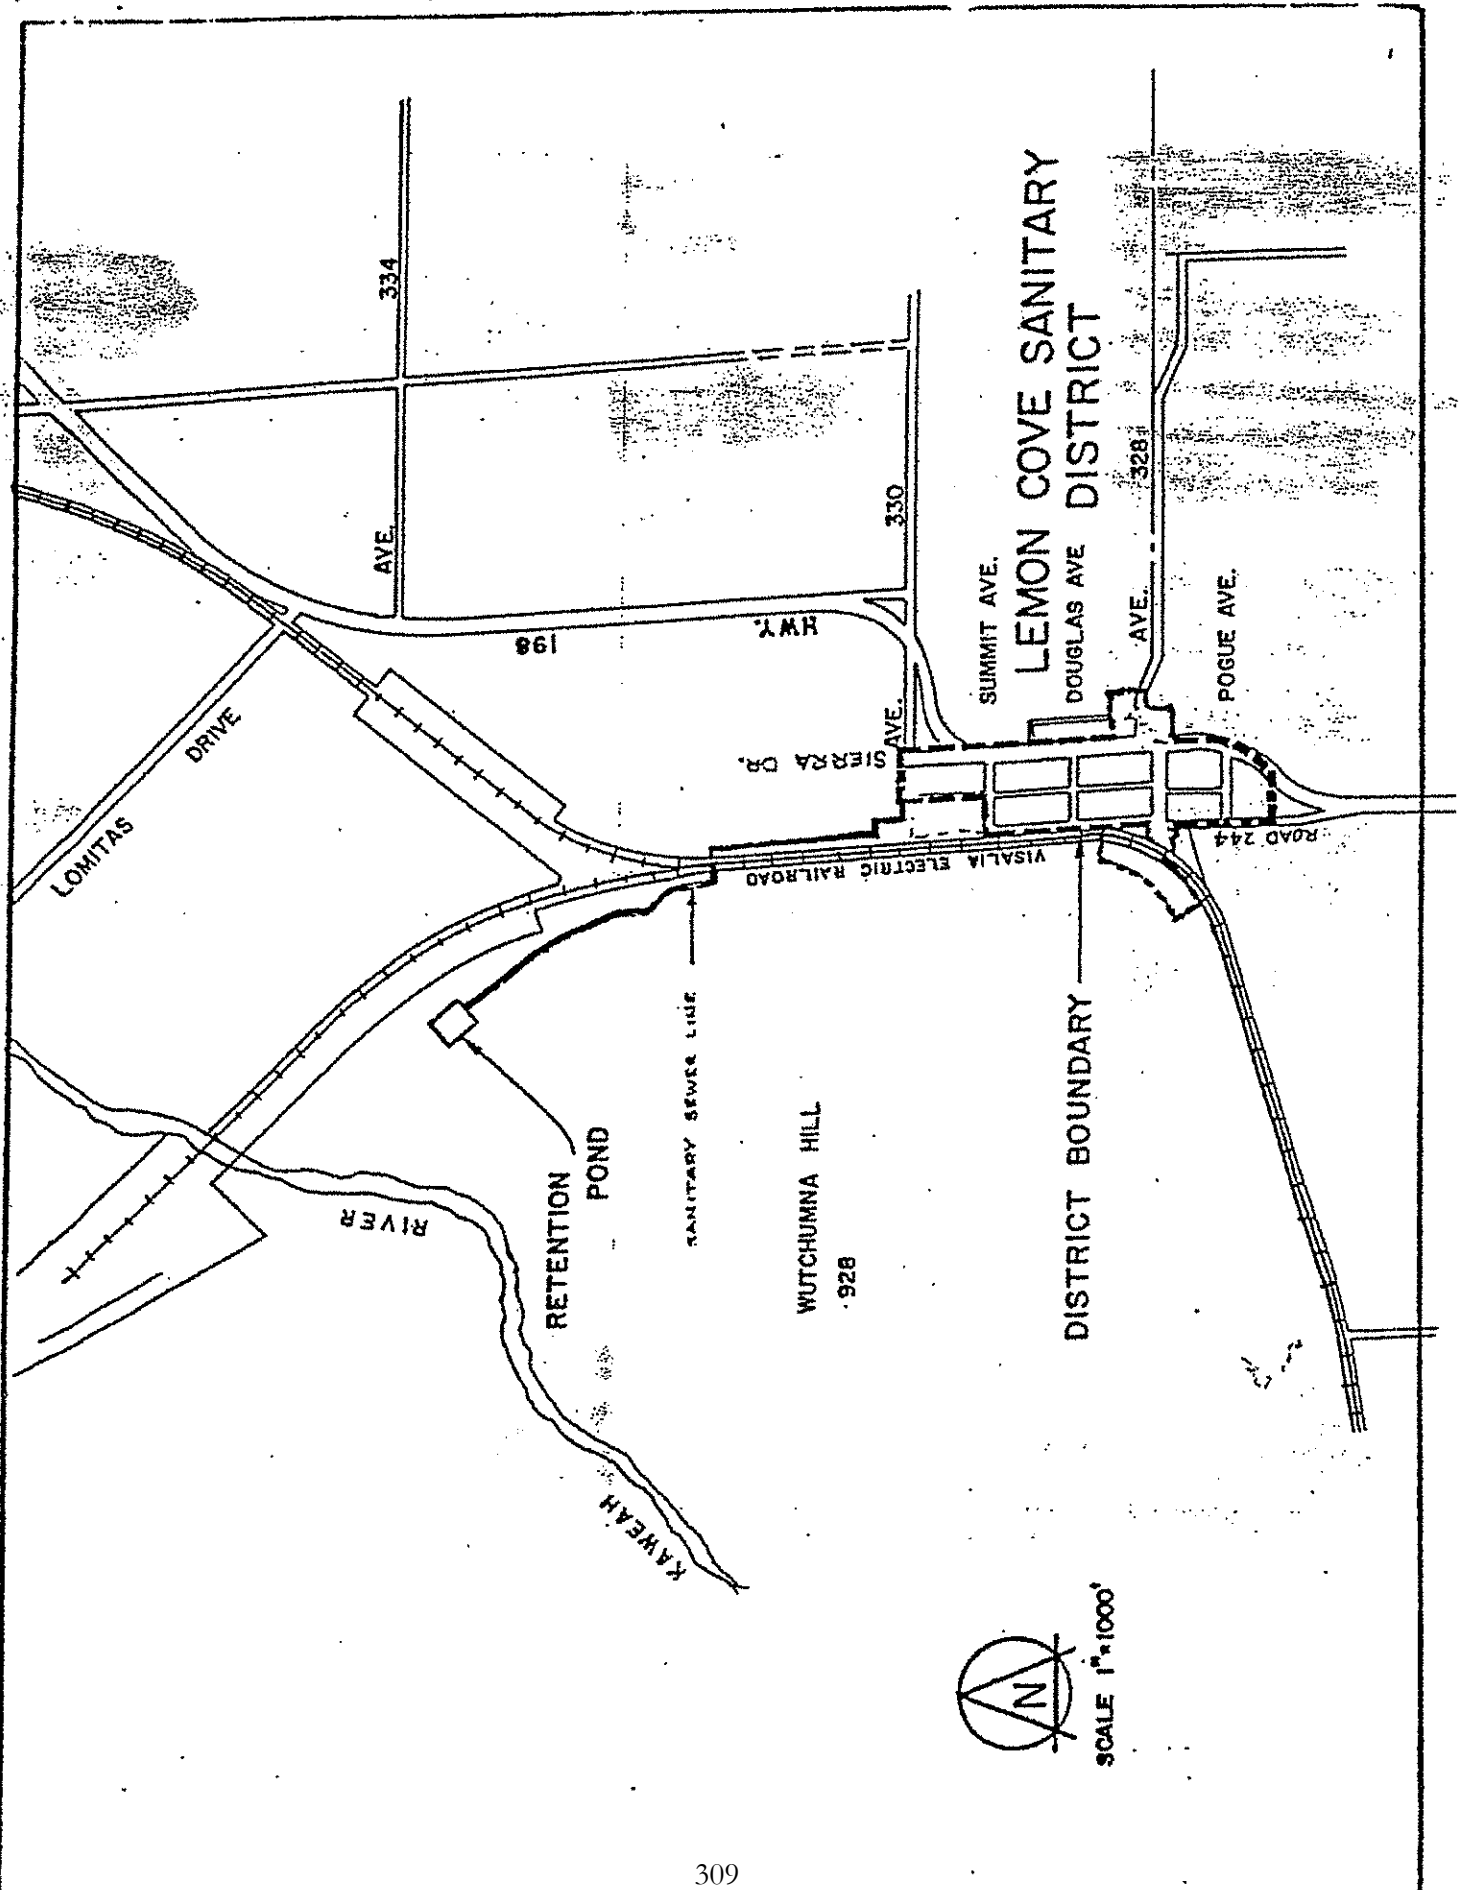 LEMON COVE SANITARY
DISTRICT
AVE. 334
198 HWY.
LOMITAS DRIVE
AVE. 330
SIERRA DR.
SUMMIT AVE.
DOUGLAS AVE
AVE. 328
POGUE AVE.
ROAD 244
VISALIA ELECTRIC RAILROAD
SANITARY SEWER LINE
RETENTION
POND
KAWEAH RIVER
WUTCHUMNA HILL
.928
DISTRICT BOUNDARY
N
SCALE 1"=1000'
309